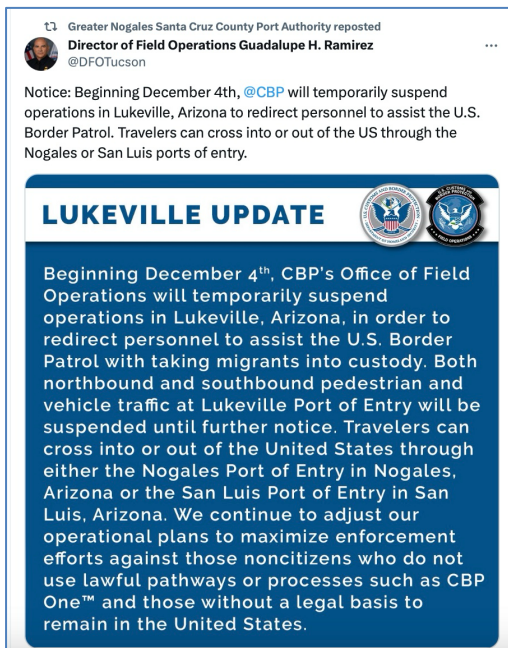 Greater Nogales Santa Cruz County Port Authority reposted
Director of Field Operations Guadalupe H. Ramirez
@DFOTucson
Notice: Beginning December 4th, @CBP will temporarily suspend
operations in Lukeville, Arizona to redirect personnel to assist the U.S.
Border Patrol. Travelers can cross into or out of the US through the
Nogales or San Luis ports of entry.
LUKEVILLE UPDATE
Beginning December 4th, CBP's Office of Field
Operations will temporarily suspend
operations in Lukeville, Arizona, in order to
redirect personnel to assist the U.S. Border
Patrol with taking migrants into custody. Both
northbound and southbound pedestrian and
vehicle traffic at Lukeville Port of Entry will be
suspended until further notice. Travelers can
cross into or out of the United States through
either the Nogales Port of Entry in Nogales,
Arizona or the San Luis Port of Entry in San
Luis, Arizona. We continue to adjust our
operational plans to maximize enforcement
efforts against those noncitizens who do not
use lawful pathways or processes such as CBP
One™ and those without a legal basis to
remain in the United States.